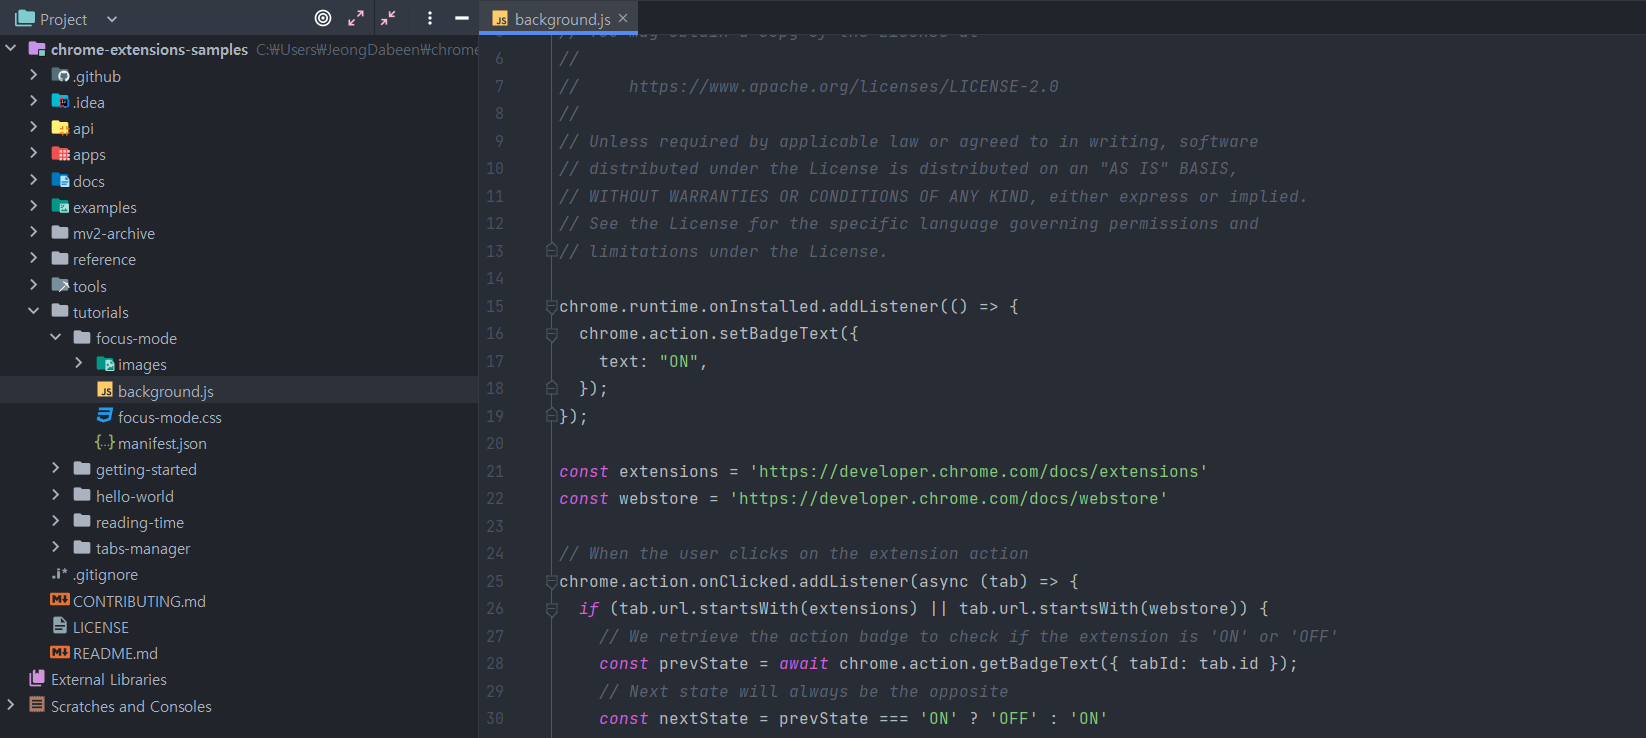 Project
chrome-extensions-samples C:₩Users₩JeongDabeen₩chrome
.github
.idea
api
apps
docs
examples
mv2-archive
reference
tools
tutorials
focus-mode
images
background.js
focus-mode.css
manifest.json
getting-started
hello-world
reading-time
tabs-manager
.gitignore
CONTRIBUTING.md
LICENSE
README.md
External Libraries
Scratches and Consoles
background.js
5 // You may obtain a copy of the License at
6 //
7 //     https://www.apache.org/licenses/LICENSE-2.0
8 //
9 // Unless required by applicable law or agreed to in writing, software
10 // distributed under the License is distributed on an "AS IS" BASIS,
11 // WITHOUT WARRANTIES OR CONDITIONS OF ANY KIND, either express or implied.
12 // See the License for the specific language governing permissions and
13 // limitations under the License.
14
15 chrome.runtime.onInstalled.addListener(() => {
16   chrome.action.setBadgeText({
17     text: "ON",
18   });
19 });
20
21 const extensions = 'https://developer.chrome.com/docs/extensions'
22 const webstore = 'https://developer.chrome.com/docs/webstore'
23
24 // When the user clicks on the extension action
25 chrome.action.onClicked.addListener(async (tab) => {
26   if (tab.url.startsWith(extensions) || tab.url.startsWith(webstore)) {
27     // We retrieve the action badge to check if the extension is 'ON' or 'OFF'
28     const prevState = await chrome.action.getBadgeText({ tabId: tab.id });
29     // Next state will always be the opposite
30     const nextState = prevState === 'ON' ? 'OFF' : 'ON'